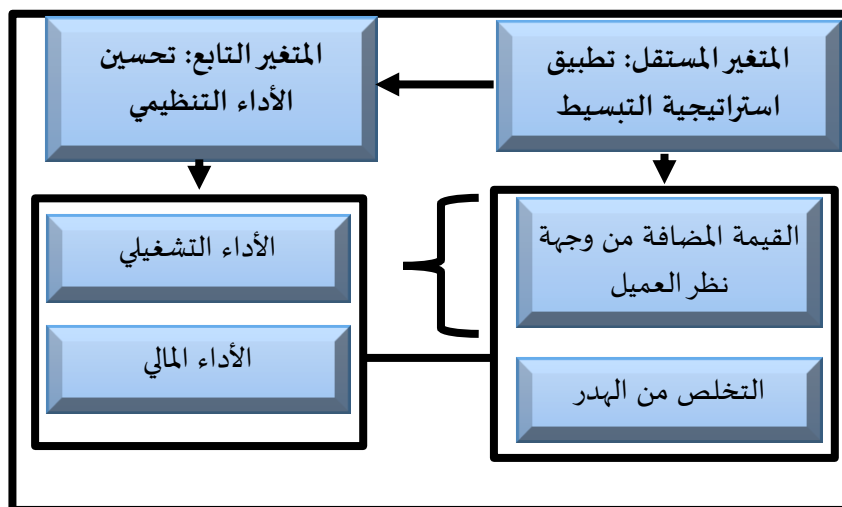 المتغير المستقل: تطبيق
استراتيجية التبسيط
المتغير التابع: تحسين
الأداء التنظيمي
القيمة المضافة من وجهة
نظر العميل
التخلص من الهدر
الأداء التشغيلي
الأداء المالي